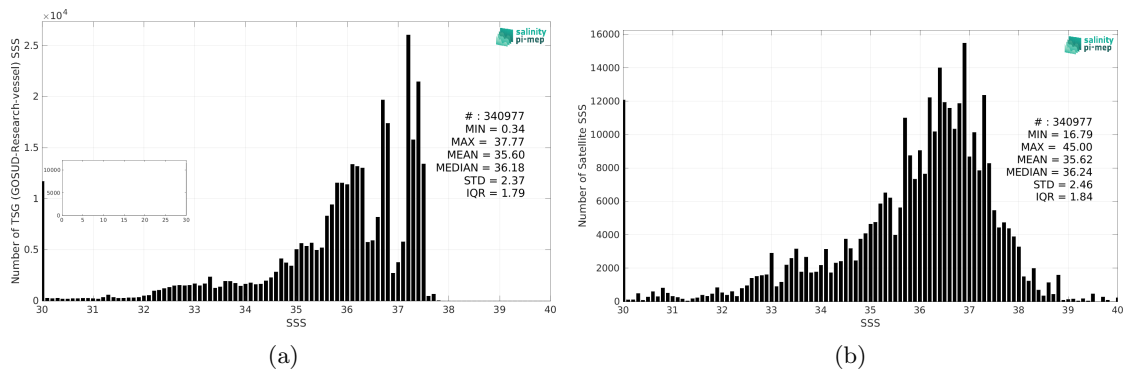 ×10⁴
2.5
2
1.5
1
0.5
0
Number of TSG (GOSUD-Research-vessel) SSS
salinity
pi-mep
# : 340977
MIN = 0.34
MAX = 37.77
MEAN = 35.60
MEDIAN = 36.18
STD = 2.37
IQR = 1.79
10000
5000
0
0 5 10 15 20 25 30
30 31 32 33 34 35 36 37 38 39 40
SSS
(a)
16000
14000
12000
10000
8000
6000
4000
2000
0
Number of Satellite SSS
salinity
pi-mep
# : 340977
MIN = 16.79
MAX = 45.00
MEAN = 35.62
MEDIAN = 36.24
STD = 2.46
IQR = 1.84
30 31 32 33 34 35 36 37 38 39 40
SSS
(b)